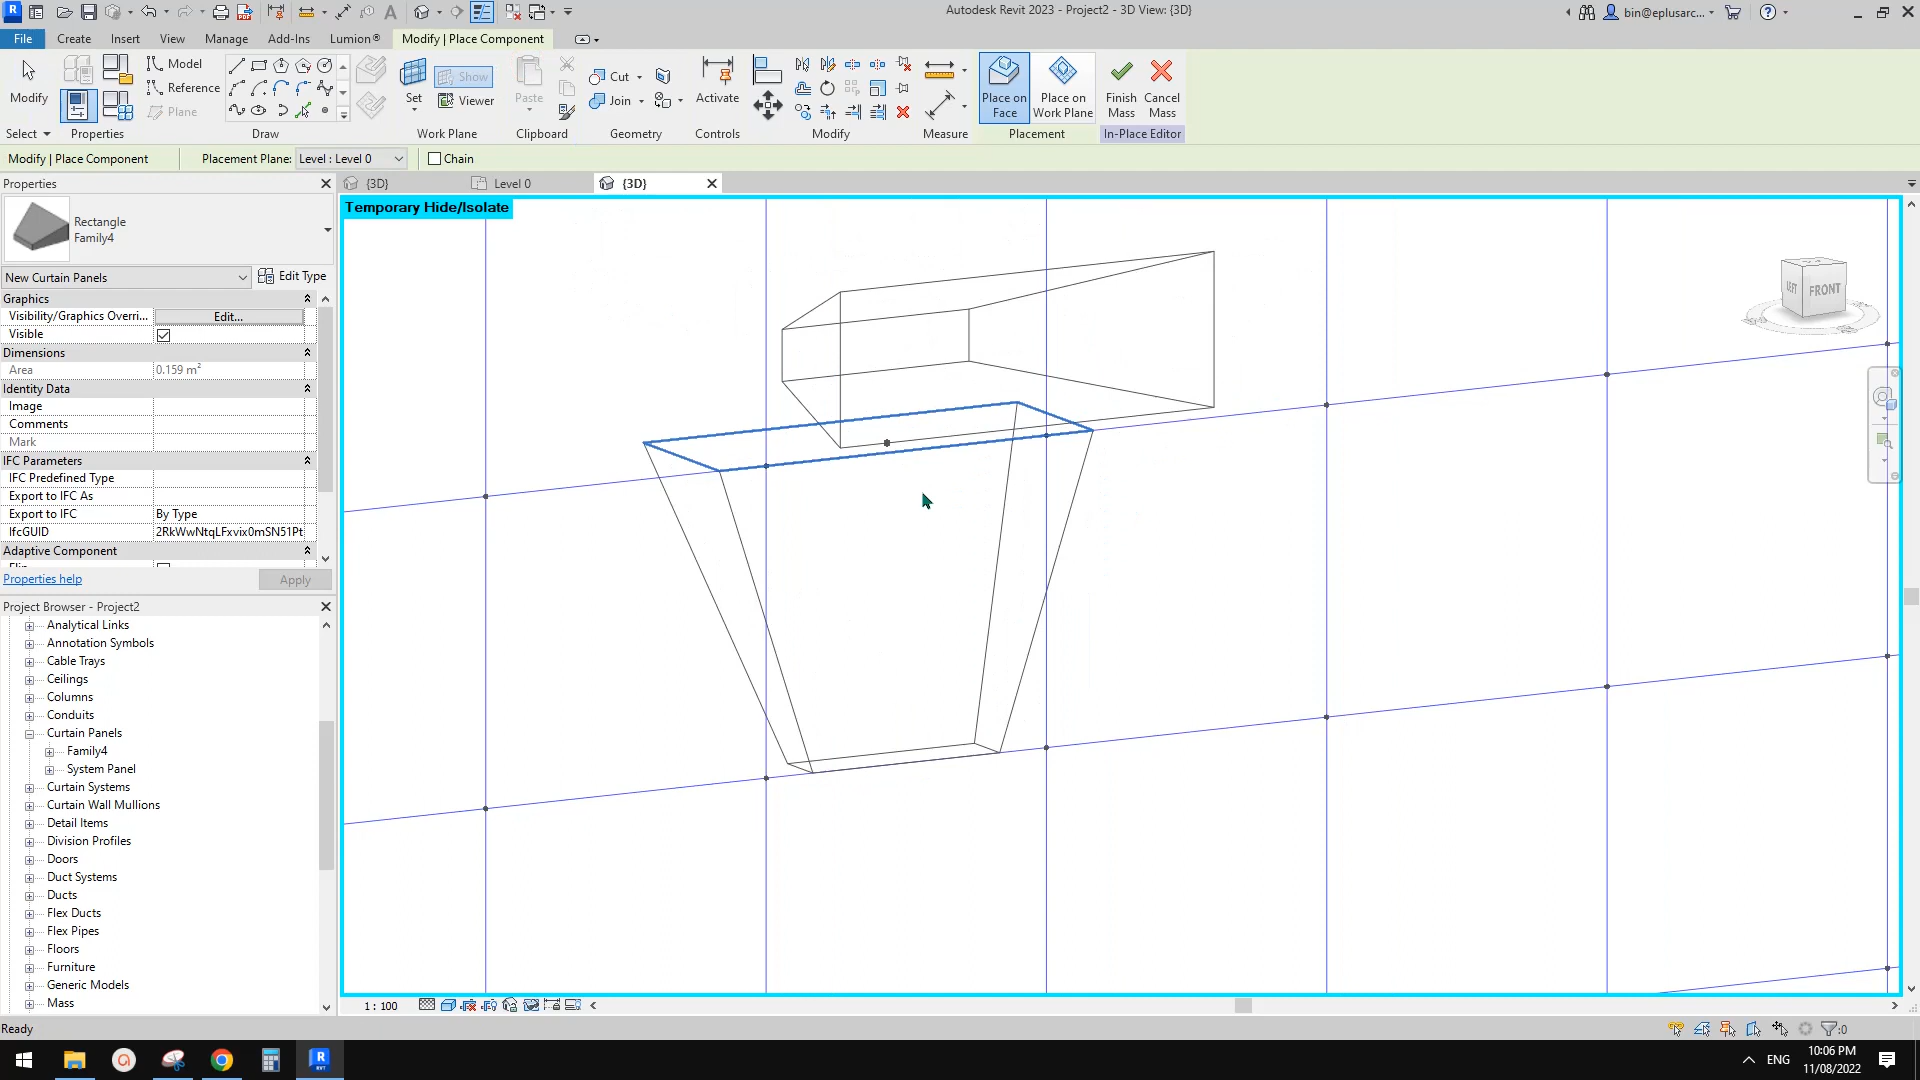 Autodesk Revit 2023 - Project2 - 3D View: {3D}
bin@eplusarc...
File
Create
Insert
View
Manage
Add-Ins
Lumion®
Modify | Place Component
Modify
Model
Reference
Plane
Set
Show
Viewer
Paste
Cut
Join
Activate
Place on Face
Place on Work Plane
Finish Mass
Cancel Mass
Select
Properties
Draw
Work Plane
Clipboard
Geometry
Controls
Modify
Measure
Placement
In-Place Editor
Modify | Place Component
Placement Plane:
Level : Level 0
Chain
Properties
{3D}
Level 0
{3D}
Temporary Hide/Isolate
Rectangle
Family4
New Curtain Panels
Edit Type
Graphics
Visibility/Graphics Overri...
Edit...
Visible
Dimensions
Area
0.159 m²
Identity Data
Image
Comments
Mark
IFC Parameters
IFC Predefined Type
Export to IFC As
Export to IFC
By Type
IfcGUID
2RkWwNtqLFxvix0mSN51Pt
Adaptive Component
Properties help
Apply
Project Browser - Project2
Analytical Links
Annotation Symbols
Cable Trays
Ceilings
Columns
Conduits
Curtain Panels
Family4
System Panel
Curtain Systems
Curtain Wall Mullions
Detail Items
Division Profiles
Doors
Duct Systems
Ducts
Flex Ducts
Flex Pipes
Floors
Furniture
Generic Models
Mass
LEFT
FRONT
1 : 100
Ready
:0
ENG
10:06 PM
11/08/2022